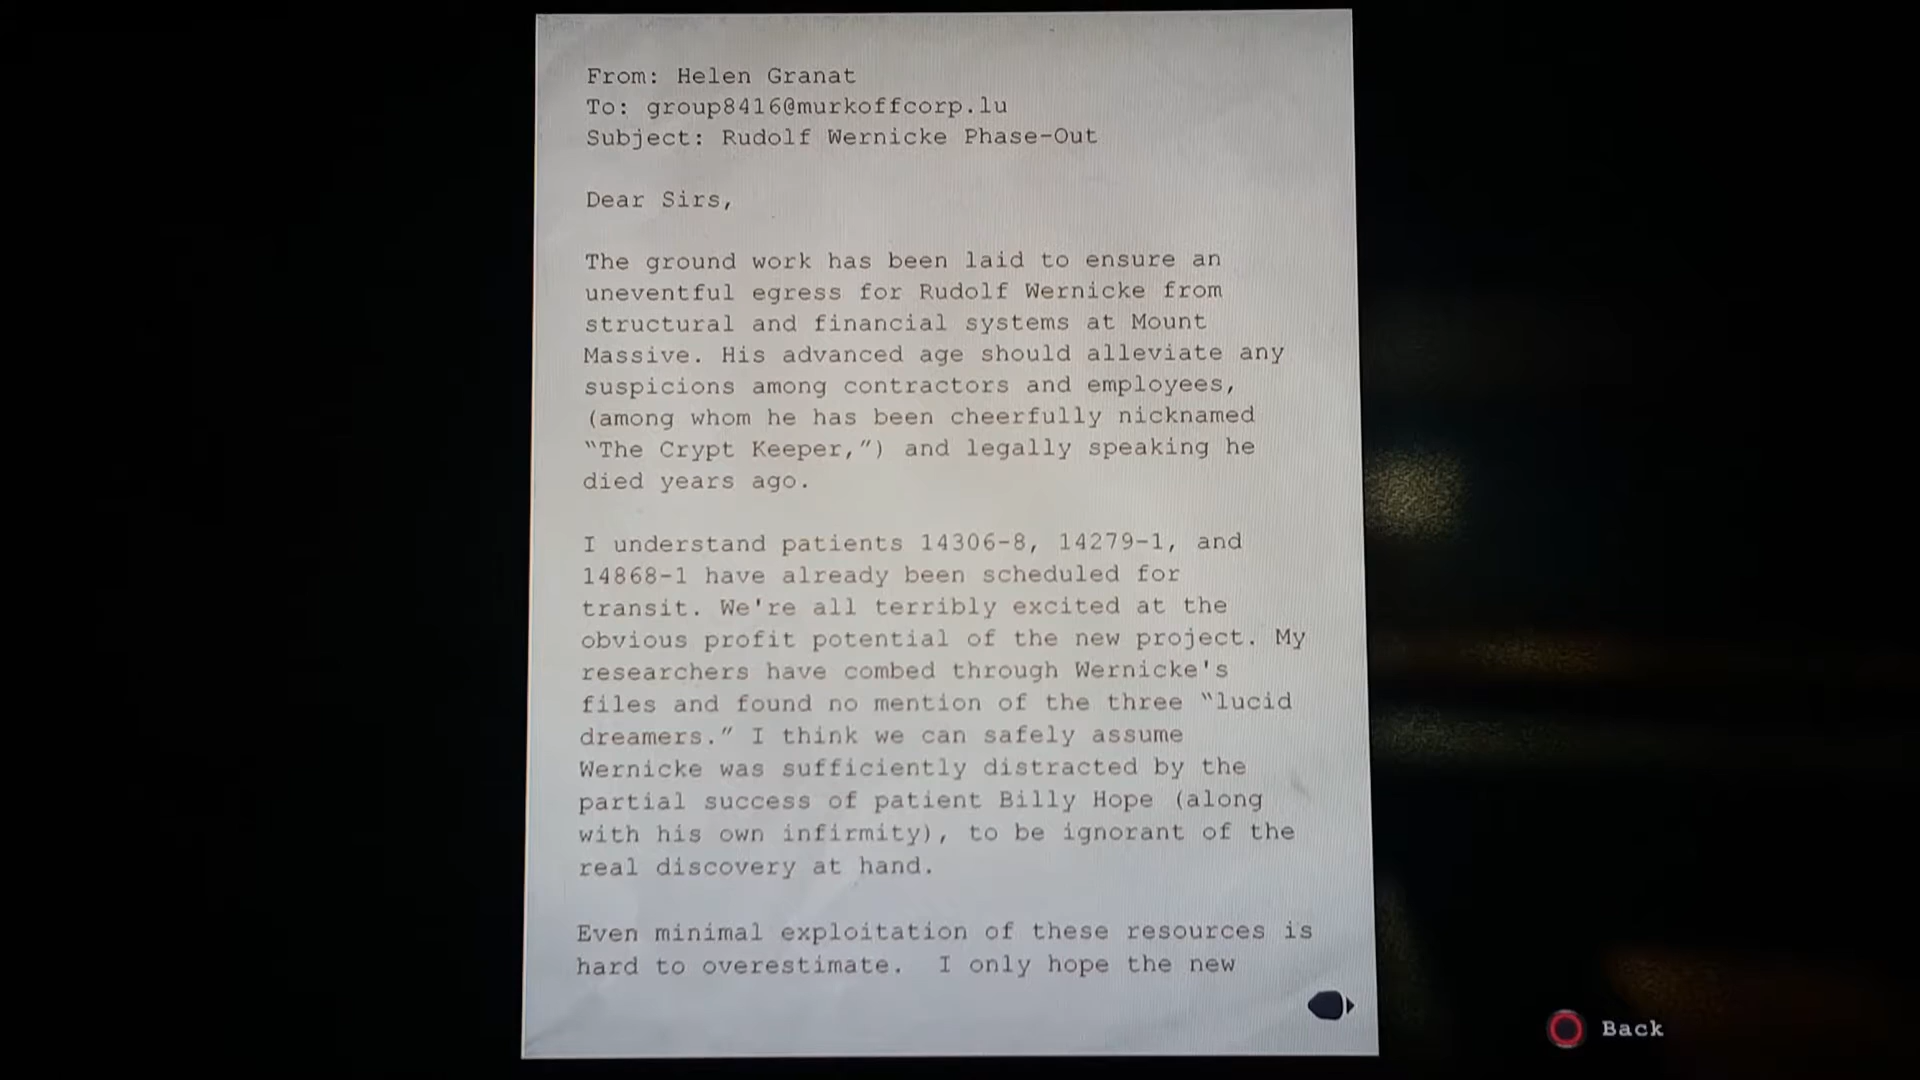 From: Helen Granat
To: group8416@murkoffcorp.lu
Subject: Rudolf Wernicke Phase-Out
Dear Sirs,
The ground work has been laid to ensure an
uneventful egress for Rudolf Wernicke from
structural and financial systems at Mount
Massive. His advanced age should alleviate any
suspicions among contractors and employees,
(among whom he has been cheerfully nicknamed
"The Crypt Keeper,") and legally speaking he
died years ago.
I understand patients 14306-8, 14279-1, and
14868-1 have already been scheduled for
transit. We're all terribly excited at the
obvious profit potential of the new project. My
researchers have combed through Wernicke's
files and found no mention of the three "lucid
dreamers." I think we can safely assume
Wernicke was sufficiently distracted by the
partial success of patient Billy Hope (along
with his own infirmity), to be ignorant of the
real discovery at hand.
Even minimal exploitation of these resources is
hard to overestimate. I only hope the new
Back